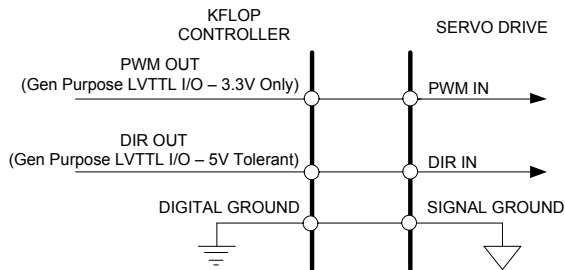 KFLOP
CONTROLLER
SERVO DRIVE
PWM OUT
(Gen Purpose LVTTL I/O – 3.3V Only)
PWM IN
DIR OUT
(Gen Purpose LVTTL I/O – 5V Tolerant)
DIR IN
DIGITAL GROUND
SIGNAL GROUND